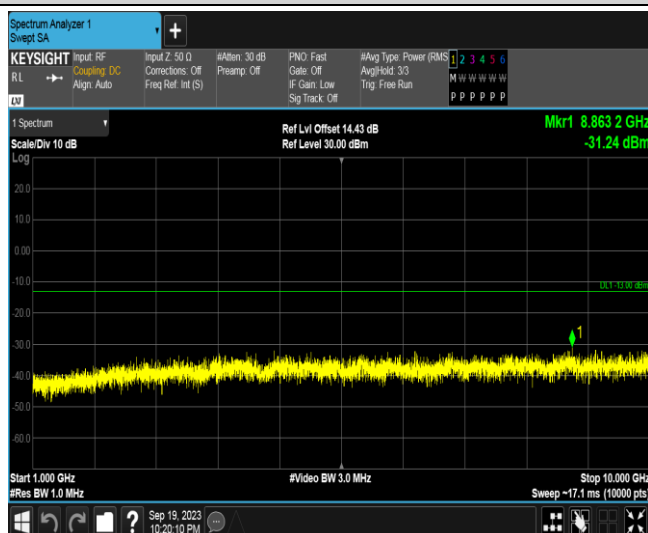 Spectrum Analyzer 1
Swept SA
+
KEYSIGHT
RL
LXI
Input: RF
Coupling: DC
Align: Auto
Input Z: 50 Ω
Corrections: Off
Freq Ref: Int (S)
#Atten: 30 dB
Preamp: Off
PNO: Fast
Gate: Off
IF Gain: Low
Sig Track: Off
#Avg Type: Power (RMS
Avg|Hold: 3/3
Trig: Free Run
1 2 3 4 5 6
M W W W W W
P P P P P P
1 Spectrum
Scale/Div 10 dB
Log
Ref Lvl Offset 14.43 dB
Ref Level 30.00 dBm
Mkr1 8.863 2 GHz
-31.24 dBm
20.0
10.0
0.00
-10.0
-20.0
-30.0
-40.0
-50.0
-60.0
DL1 -13.00 dBm
1
Start 1.000 GHz
#Res BW 1.0 MHz
#Video BW 3.0 MHz
Stop 10.000 GHz
Sweep ~17.1 ms (10000 pts)
?
Sep 19, 2023
10:20:10 PM